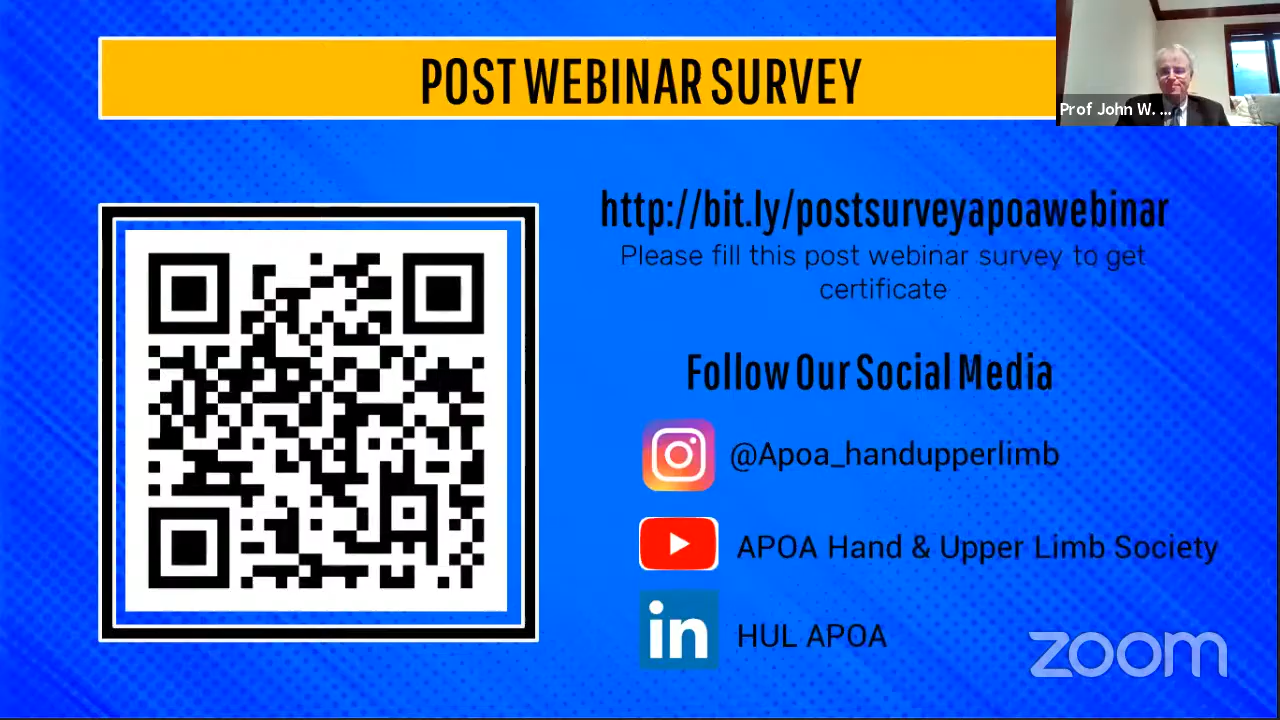 POST WEBINAR SURVEY
Prof John W. ...
http://bit.ly/postsurveyapoawebinar
Please fill this post webinar survey to get
certificate
Follow Our Social Media
@Apoa_handupperlimb
APOA Hand & Upper Limb Society
in
HUL APOA
zoom